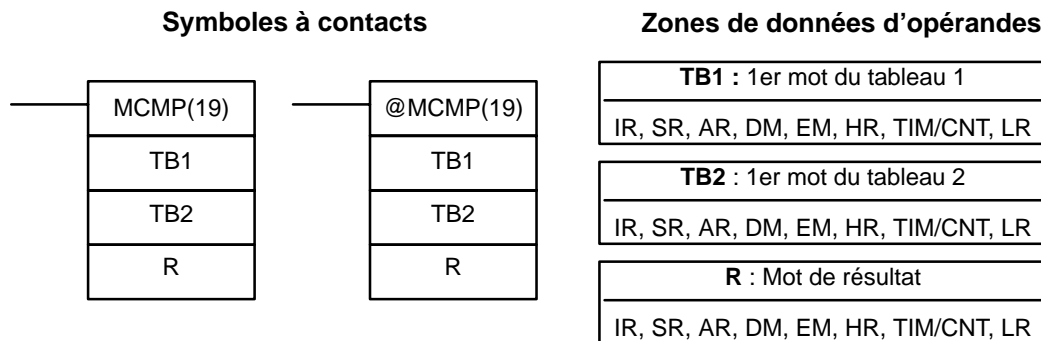 Symboles à contacts
MCMP(19)
TB1
TB2
R
@MCMP(19)
TB1
TB2
R
Zones de données d’opérandes
TB1 : 1er mot du tableau 1
IR, SR, AR, DM, EM, HR, TIM/CNT, LR
TB2 : 1er mot du tableau 2
IR, SR, AR, DM, EM, HR, TIM/CNT, LR
R : Mot de résultat
IR, SR, AR, DM, EM, HR, TIM/CNT, LR